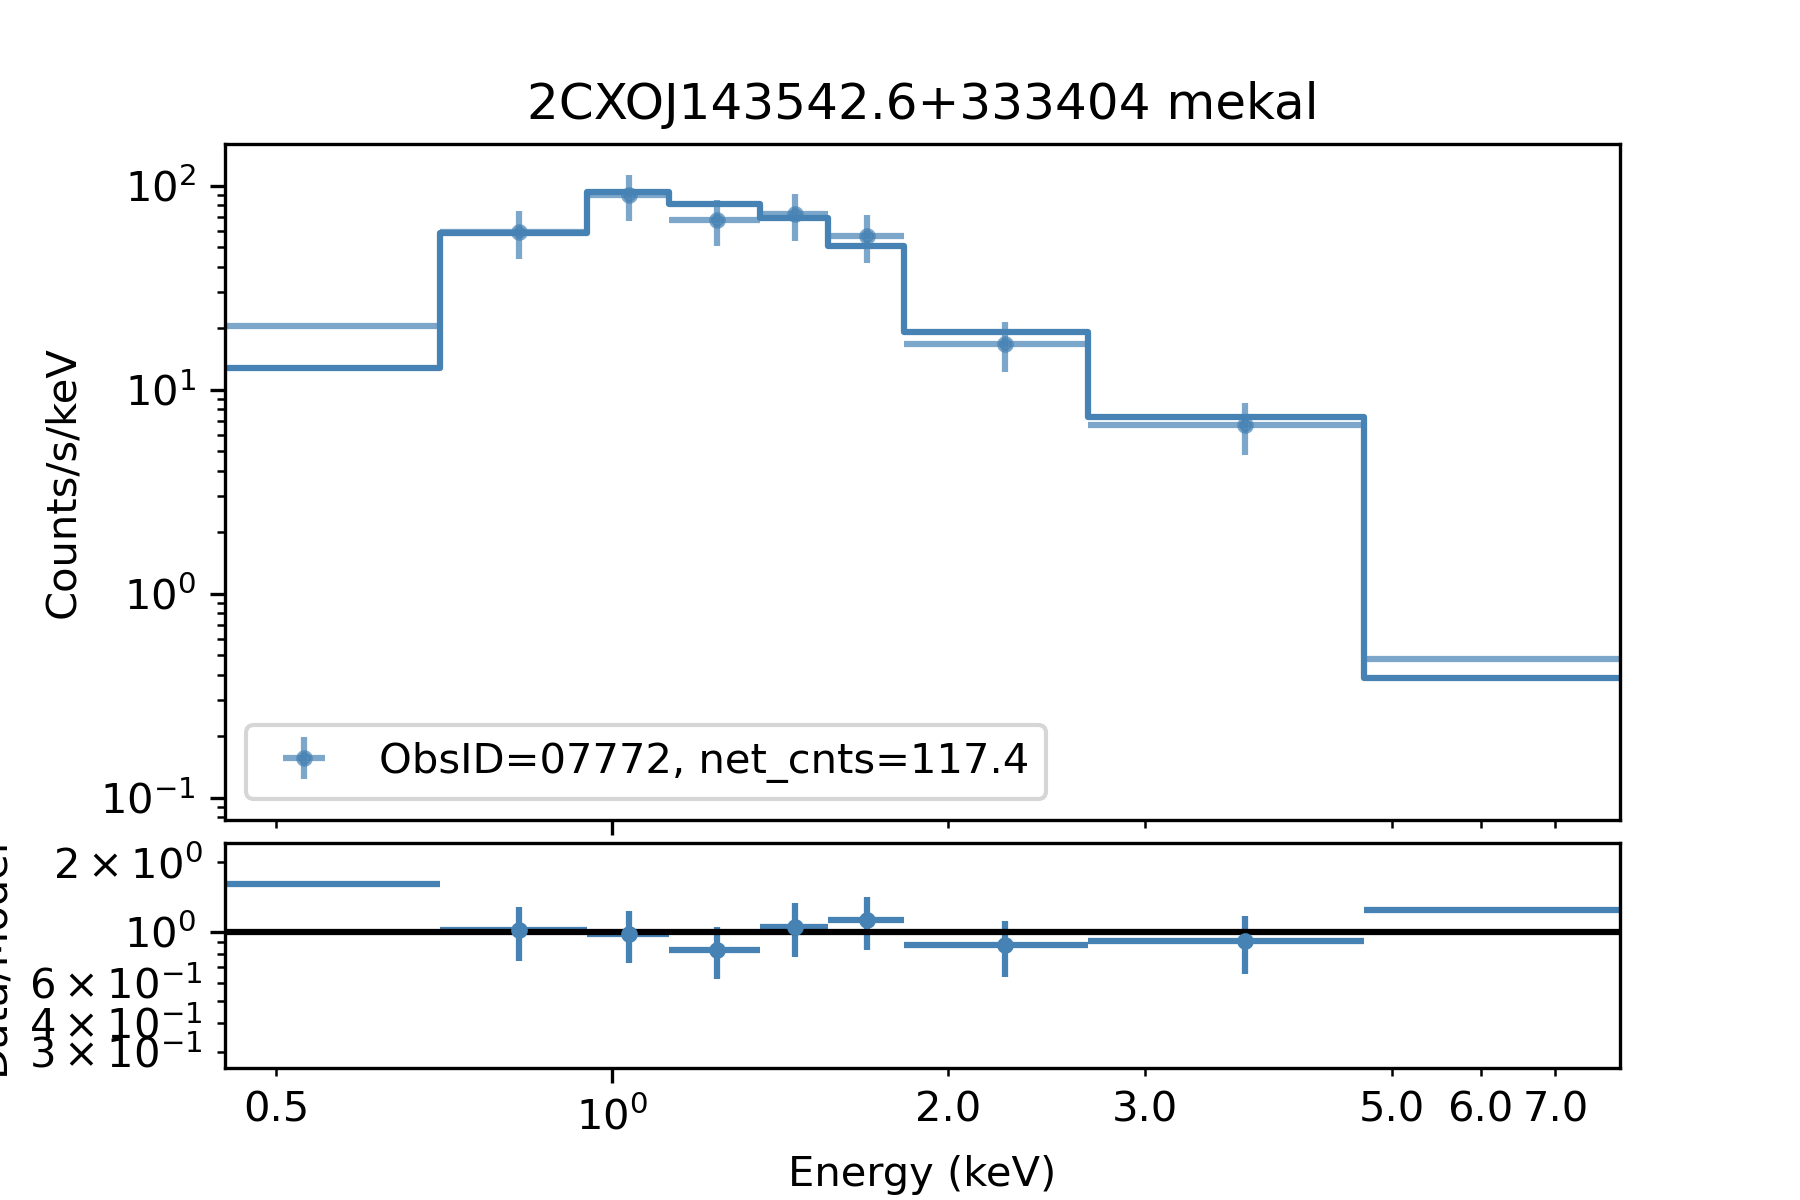 2CXOJ143542.6+333404 mekal
10²
10¹
10⁰
10⁻¹
Counts/s/keV
ObsID=07772, net_cnts=117.4
2 × 10⁰
10⁰
6 × 10⁻¹
4 × 10⁻¹
3 × 10⁻¹
Data/Model
0.5 10⁰ 2.0 3.0 5.0 6.0 7.0
Energy (keV)